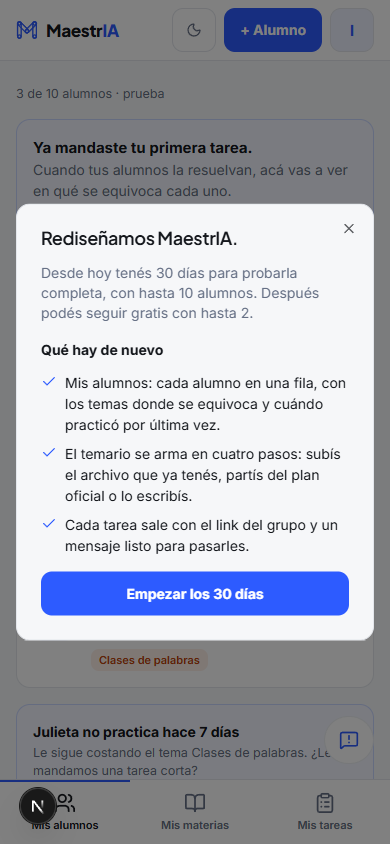 MaestrIA
+ Alumno
I
3 de 10 alumnos · prueba
Ya mandaste tu primera tarea.
Cuando tus alumnos la resuelvan, acá vas a ver
en qué se equivoca cada uno.
Rediseñamos MaestrIA.
Desde hoy tenés 30 días para probarla
completa, con hasta 10 alumnos. Después
podés seguir gratis con hasta 2.
Qué hay de nuevo
Mis alumnos: cada alumno en una fila, con
los temas donde se equivoca y cuándo
practicó por última vez.
El temario se arma en cuatro pasos: subís
el archivo que ya tenés, partís del plan
oficial o lo escribís.
Cada tarea sale con el link del grupo y un
mensaje listo para pasarles.
Empezar los 30 días
Clases de palabras
Julieta no practica hace 7 días
Le sigue costando el tema Clases de palabras. ¿Le
mandamos una tarea corta?
N
Mis alumnos
Mis materias
Mis tareas